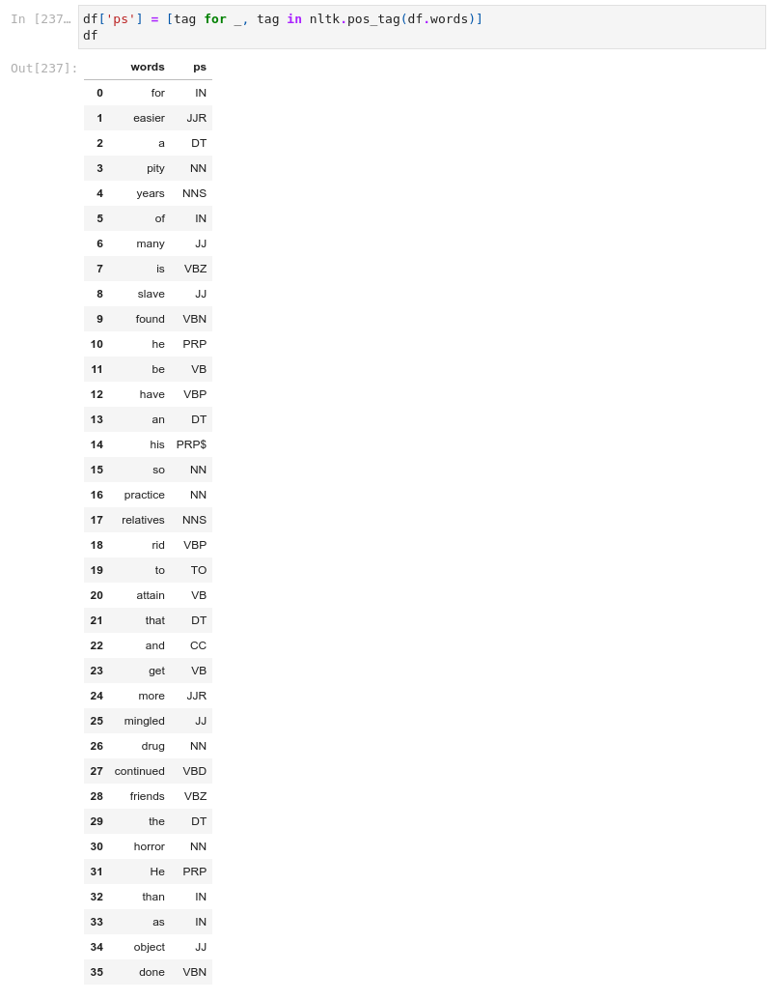 In [237… df['ps'] = [tag for _, tag in nltk.pos_tag(df.words)]
df
Out[237]: words ps
0 for IN
1 easier JJR
2 a DT
3 pity NN
4 years NNS
5 of IN
6 many JJ
7 is VBZ
8 slave JJ
9 found VBN
10 he PRP
11 be VB
12 have VBP
13 an DT
14 his PRP$
15 so NN
16 practice NN
17 relatives NNS
18 rid VBP
19 to TO
20 attain VB
21 that DT
22 and CC
23 get VB
24 more JJR
25 mingled JJ
26 drug NN
27 continued VBD
28 friends VBZ
29 the DT
30 horror NN
31 He PRP
32 than IN
33 as IN
34 object JJ
35 done VBN